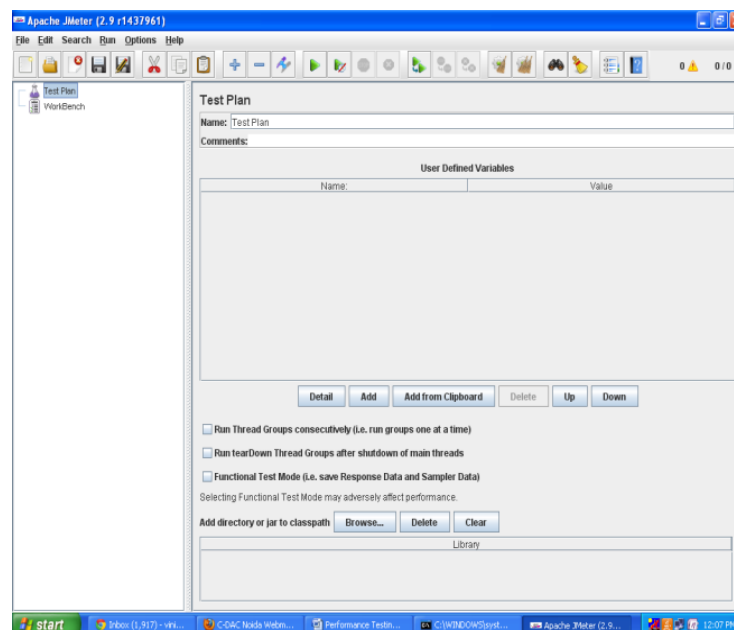 Apache JMeter (2.9 r1437961)
File Edit Search Run Options Help
0 0/0
Test Plan
WorkBench
Test Plan
Name: Test Plan
Comments:
User Defined Variables
Name: Value
Detail Add Add from Clipboard Delete Up Down
Run Thread Groups consecutively (i.e. run groups one at a time)
Run tearDown Thread Groups after shutdown of main threads
Functional Test Mode (i.e. save Response Data and Sampler Data)
Selecting Functional Test Mode may adversely affect performance.
Add directory or jar to classpath Browse... Delete Clear
Library
start Inbox (1,917) - vini... C-DAC Noida Webm... Performance Testin... C:\WINDOWS\syst... Apache JMeter (2.9... 12:07 PM